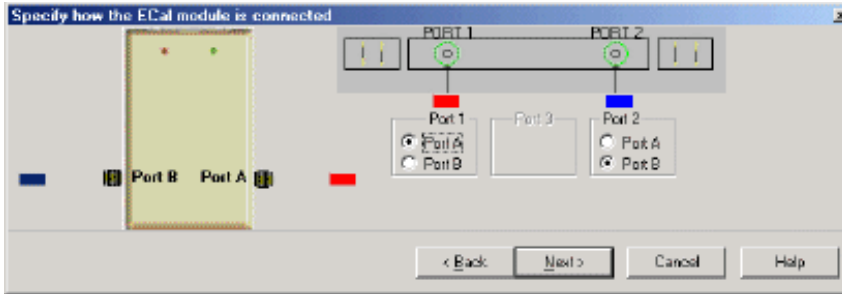 Specify how the ECal module is connected
PORT 1
PORT 2
Port 1
Port 3
Port 2
Port A
Port B
Port A
Port B
Port B
Port A
< Back
Next >
Cancel
Help